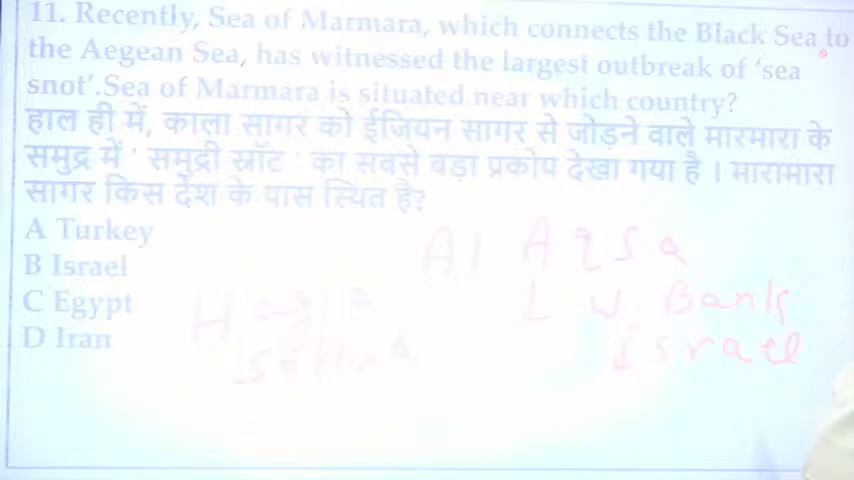 11. Recently, Sea of Marmara, which connects the Black Sea to
the Aegean Sea, has witnessed the largest outbreak of 'sea
snot'.Sea of Marmara is situated near which country?
हाल ही में, काला सागर को ईजियन सागर से जोड़ने वाले मारमारा के
समुद्र में ' समुद्री स्नॉट ' का सबसे बड़ा प्रकोप देखा गया है । मारामारा
सागर किस देश के पास स्थित है?
A Turkey
B Israel
C Egypt
D Iran
Al Aqsa
Hagia
L W. Bank
Israel